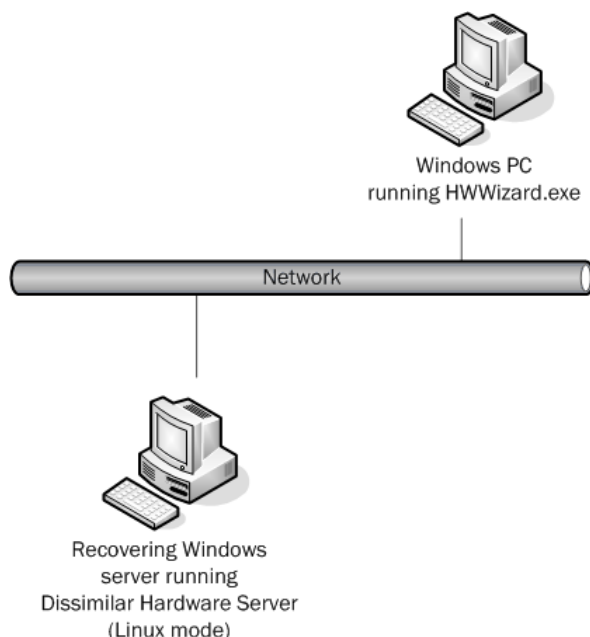 Windows PC
running HWWizard.exe
Network
Recovering Windows
server running
Dissimilar Hardware Server
(Linux mode)